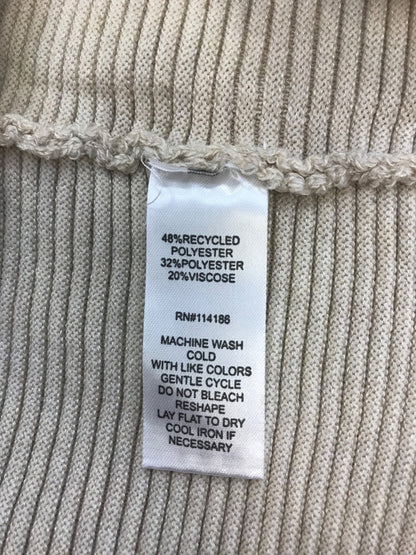 48%RECYCLED
POLYESTER
32%POLYESTER
20%VISCOSE
RN#114186
MACHINE WASH
COLD
WITH LIKE COLORS
GENTLE CYCLE
DO NOT BLEACH
RESHAPE
LAY FLAT TO DRY
COOL IRON IF
NECESSARY